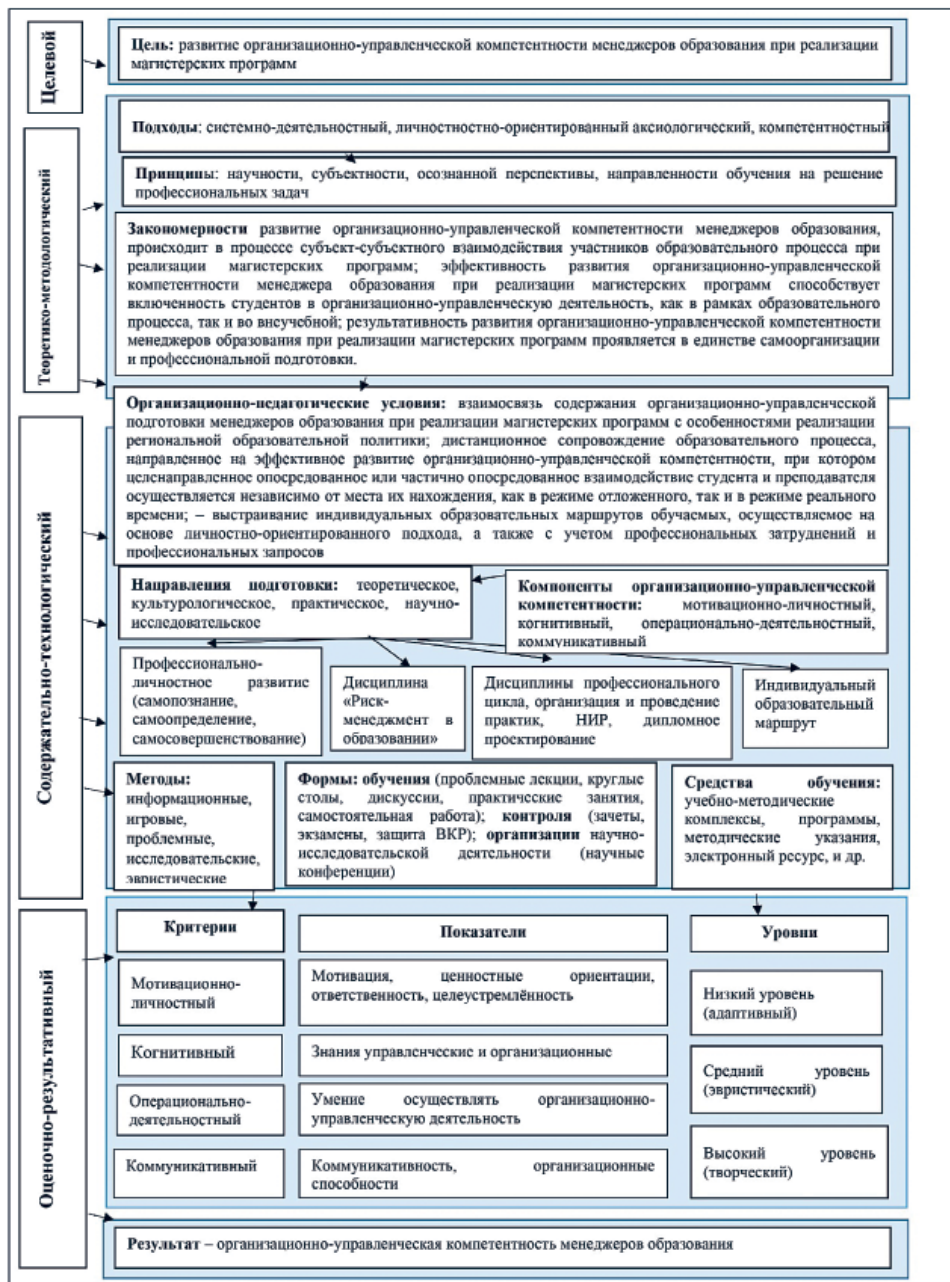 Целевой
Цель: развитие организационно-управленческой компетентности менеджеров образования при реализации
магистерских программ
Теоретико-методологический
Подходы: системно-деятельностный, личностностно-ориентированный аксиологический, компетентностный
Принципы: научности, субъектности, осознанной перспективы, направленности обучения на решение
профессиональных задач
Закономерности развитие организационно-управленческой компетентности менеджеров образования,
происходит в процессе субъект-субъектного взаимодействия участников образовательного процесса при
реализации магистерских программ; эффективность развития организационно-управленческой
компетентности менеджера образования при реализации магистерских программ способствует
включенность студентов в организационно-управленческую деятельность, как в рамках образовательного
процесса, так и во внеучебной; результативность развития организационно-управленческой компетентности
менеджеров образования при реализации магистерских программ проявляется в единстве самоорганизации
и профессиональной подготовки.
Содержательно-технологический
Организационно-педагогические условия: взаимосвязь содержания организационно-управленческой
подготовки менеджеров образования при реализации магистерских программ с особенностями реализации
региональной образовательной политики; дистанционное сопровождение образовательного процесса,
направленное на эффективное развитие организационно-управленческой компетентности, при котором
целенаправленное опосредованное или частично опосредованное взаимодействие студента и преподавателя
осуществляется независимо от места их нахождения, как в режиме отложенного, так и в режиме реального
времени; – выстраивание индивидуальных образовательных маршрутов обучаемых, осуществляемое на
основе личностно-ориентированного подхода, а также с учетом профессиональных затруднений и
профессиональных запросов
Направления подготовки: теоретическое,
культурологическое, практическое, научно-
исследовательское
Компоненты организационно-управленческой
компетентности: мотивационно-личностный,
когнитивный, операционально-деятельностный,
коммуникативный
Профессионально-
личностное развитие
(самопознание,
самоопределение,
самосовершенствование)
Дисциплина
«Риск-
менеджмент в
образовании»
Дисциплины профессионального
цикла, организация и проведение
практик, НИР, дипломное
проектирование
Индивидуальный
образовательный
маршрут
Методы:
информационные,
игровые,
проблемные,
исследовательские,
эвристические
Формы: обучения (проблемные лекции, круглые
столы, дискуссии, практические занятия,
самостоятельная работа); контроля (зачеты,
экзамены, защита ВКР); организации научно-
исследовательской деятельности (научные
конференции)
Средства обучения:
учебно-методические
комплексы, программы,
методические указания,
электронный ресурс, и др.
Оценочно-результативный
Критерии
Показатели
Уровни
Мотивационно-
личностный
Мотивация, ценностные ориентации,
ответственность, целеустремлённость
Низкий уровень
(адаптивный)
Когнитивный
Знания управленческие и организационные
Средний уровень
(эвристический)
Операционально-
деятельностный
Умение осуществлять организационно-
управленческую деятельность
Коммуникативный
Коммуникативность, организационные
способности
Высокий уровень
(творческий)
Результат – организационно-управленческая компетентность менеджеров образования